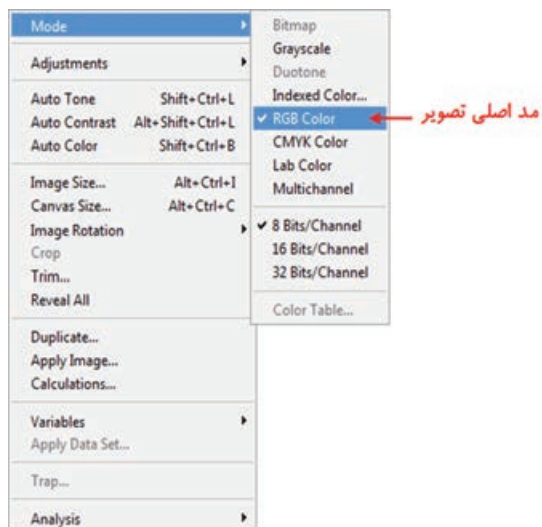 Mode
Adjustments
Auto Tone Shift+Ctrl+L
Auto Contrast Alt+Shift+Ctrl+L
Auto Color Shift+Ctrl+B
Image Size... Alt+Ctrl+I
Canvas Size... Alt+Ctrl+C
Image Rotation
Crop
Trim...
Reveal All
Duplicate...
Apply Image...
Calculations...
Variables
Apply Data Set...
Trap...
Analysis
Bitmap
Grayscale
Duotone
Indexed Color...
RGB Color
CMYK Color
Lab Color
Multichannel
8 Bits/Channel
16 Bits/Channel
32 Bits/Channel
Color Table...
مد اصلی تصویر